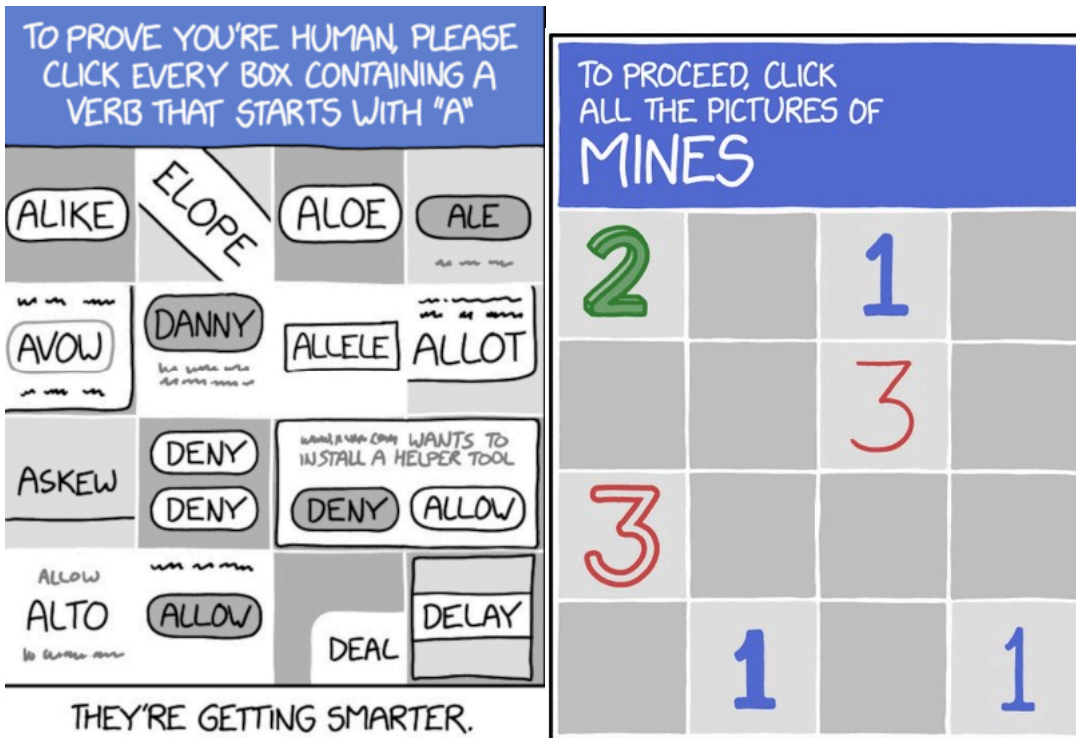 TO PROVE YOU'RE HUMAN, PLEASE
CLICK EVERY BOX CONTAINING A
VERB THAT STARTS WITH "A"
ALIKE
ELOPE
ALOE
ALE
AVOW
DANNY
ALLELE
ALLOT
ASKEW
DENY
DENY
WANTS TO
INSTALL A HELPER TOOL
DENY
ALLOW
ALLOW
ALTO
ALLOW
DEAL
DELAY
THEY'RE GETTING SMARTER.
TO PROCEED, CLICK
ALL THE PICTURES OF
MINES
2
1
3
3
1
1